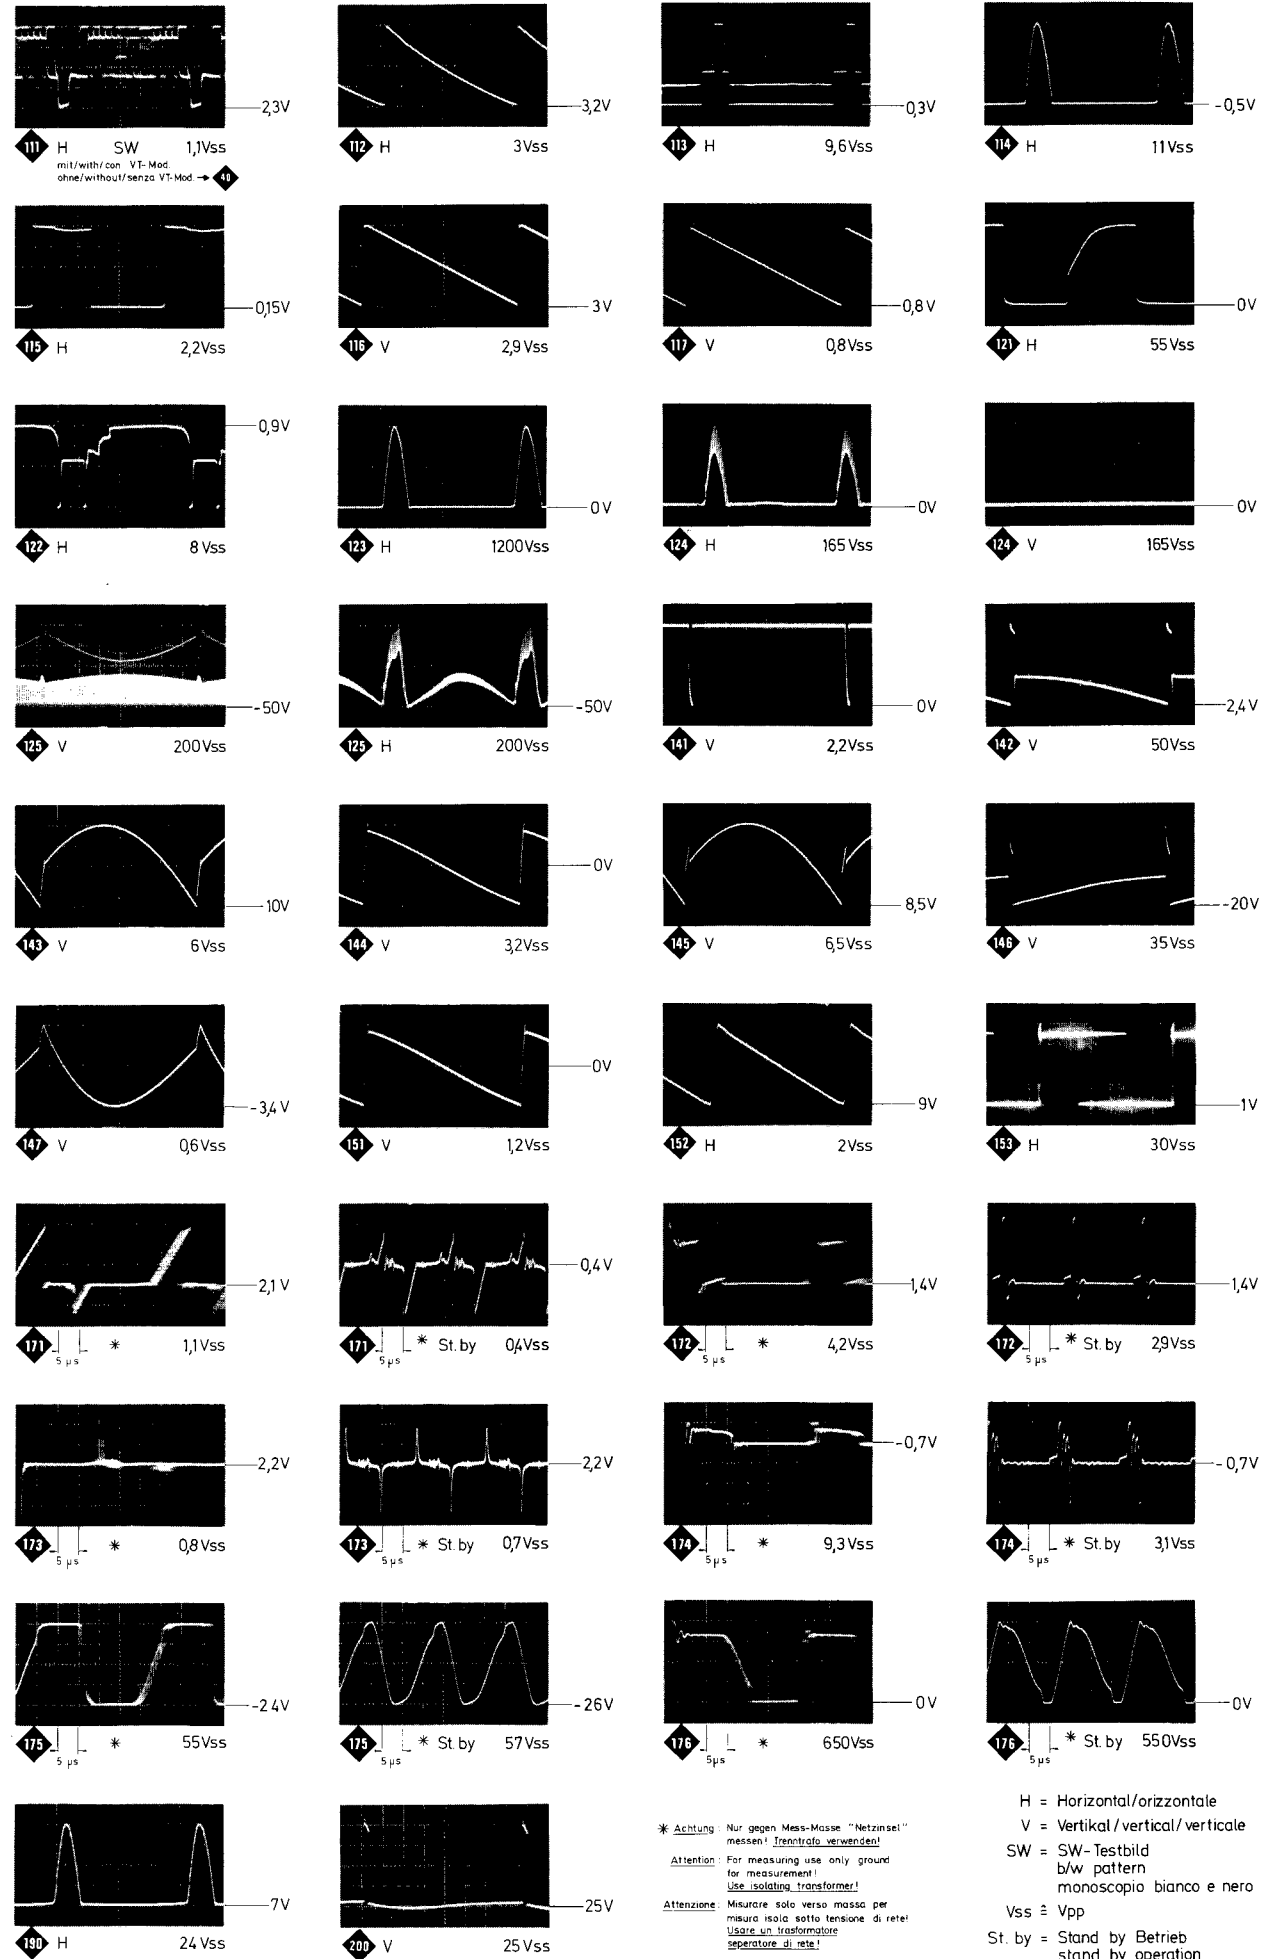 2,3V
3,2V
0,3V
-0,5V
111 H SW 1,1Vss
mit/with/con VT-Mod.
ohne/without/senza VT-Mod. → 40
112 H 3Vss
113 H 9,6Vss
114 H 11Vss
0,15V
3V
0,8V
0V
115 H 2,2Vss
116 V 2,9Vss
117 V 0,8Vss
121 H 55Vss
0,9V
0V
0V
0V
122 H 8Vss
123 H 1200Vss
124 H 165Vss
124 V 165Vss
-50V
-50V
0V
-2,4V
125 V 200Vss
125 H 200Vss
141 V 2,2Vss
142 V 50Vss
10V
0V
8,5V
-20V
143 V 6Vss
144 V 3,2Vss
145 V 6,5Vss
146 V 35Vss
-3,4V
0V
9V
1V
147 V 0,6Vss
151 V 1,2Vss
152 H 2Vss
153 H 30Vss
2,1V
0,4V
1,4V
1,4V
171 5µs * 1,1Vss
171 5µs * St.by 0,4Vss
172 5µs * 4,2Vss
172 5µs * St.by 2,9Vss
2,2V
2,2V
-0,7V
-0,7V
173 5µs * 0,8Vss
173 5µs * St.by 0,7Vss
174 5µs * 9,3Vss
174 5µs * St.by 3,1Vss
-24V
-26V
0V
0V
175 5µs * 55Vss
175 5µs * St.by 57Vss
176 5µs * 650Vss
176 5µs * St.by 550Vss
7V
25V
190 H 24Vss
200 V 25Vss
* Achtung: Nur gegen Mess-Masse "Netzinsel"
messen! Trenntrafo verwenden!
Attention: For measuring use only ground
for measurement!
Use isolating transformer!
Attenzione: Misurare solo verso massa per
misura isola sotto tensione di rete!
Usare un trasformatore
seperatore di rete!
H = Horizontal/orizzontale
V = Vertikal/vertical/verticale
SW = SW-Testbild
b/w pattern
monoscopio bianco e nero
Vss ≙ Vpp
St. by = Stand by Betrieb
stand by operation